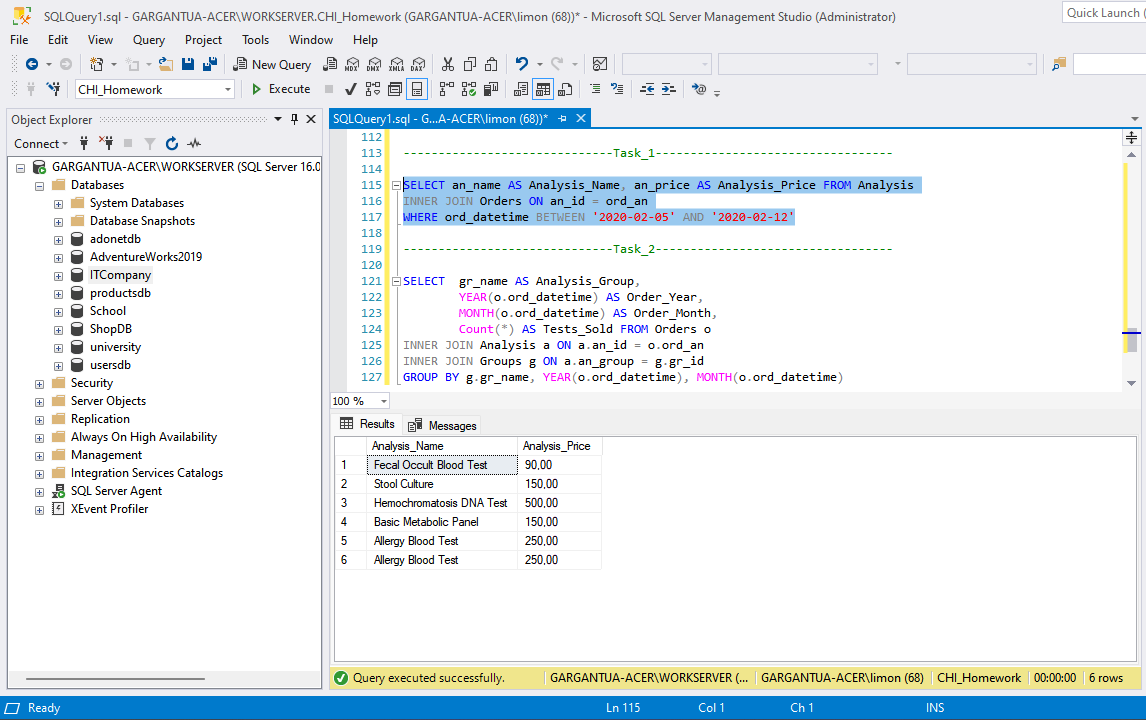 SQLQuery1.sql - GARGANTUA-ACER\WORKSERVER.CHI_Homework (GARGANTUA-ACER\limon (68))* - Microsoft SQL Server Management Studio (Administrator)
Quick Launch (
File Edit View Query Project Tools Window Help
New Query MDX DMX XMLA DAX
CHI_Homework Execute
Object Explorer
Connect
GARGANTUA-ACER\WORKSERVER (SQL Server 16.0
Databases
System Databases
Database Snapshots
adonetdb
AdventureWorks2019
ITCompany
productsdb
School
ShopDB
university
usersdb
Security
Server Objects
Replication
Always On High Availability
Management
Integration Services Catalogs
SQL Server Agent
XEvent Profiler
SQLQuery1.sql - G...A-ACER\limon (68))*
112
113 ------------------------------Task_1----------------------------------
114
115 SELECT an_name AS Analysis_Name, an_price AS Analysis_Price FROM Analysis
116 INNER JOIN Orders ON an_id = ord_an
117 WHERE ord_datetime BETWEEN '2020-02-05' AND '2020-02-12'
118
119 ------------------------------Task_2----------------------------------
120
121 SELECT  gr_name AS Analysis_Group,
122         YEAR(o.ord_datetime) AS Order_Year,
123         MONTH(o.ord_datetime) AS Order_Month,
124         Count(*) AS Tests_Sold FROM Orders o
125 INNER JOIN Analysis a ON a.an_id = o.ord_an
126 INNER JOIN Groups g ON a.an_group = g.gr_id
127 GROUP BY g.gr_name, YEAR(o.ord_datetime), MONTH(o.ord_datetime)
100 %
Results Messages
Analysis_Name Analysis_Price
1 Fecal Occult Blood Test 90,00
2 Stool Culture 150,00
3 Hemochromatosis DNA Test 500,00
4 Basic Metabolic Panel 150,00
5 Allergy Blood Test 250,00
6 Allergy Blood Test 250,00
Query executed successfully. GARGANTUA-ACER\WORKSERVER (... GARGANTUA-ACER\limon (68) CHI_Homework 00:00:00 6 rows
Ready Ln 115 Col 1 Ch 1 INS